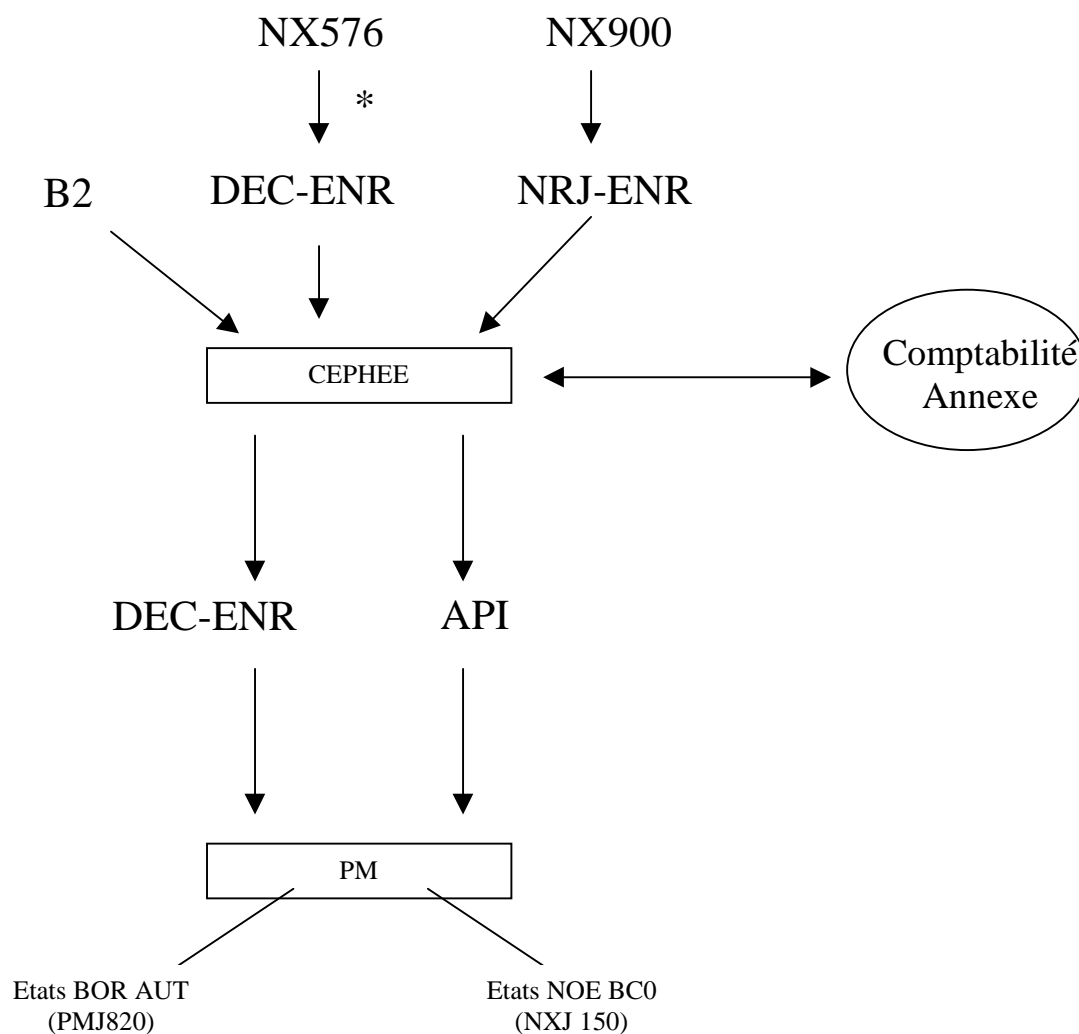 NX576
NX900
*
B2
DEC-ENR
NRJ-ENR
CEPHEE
Comptabilité
Annexe
DEC-ENR
API
PM
Etats BOR AUT
(PMJ820)
Etats NOE BC0
(NXJ 150)